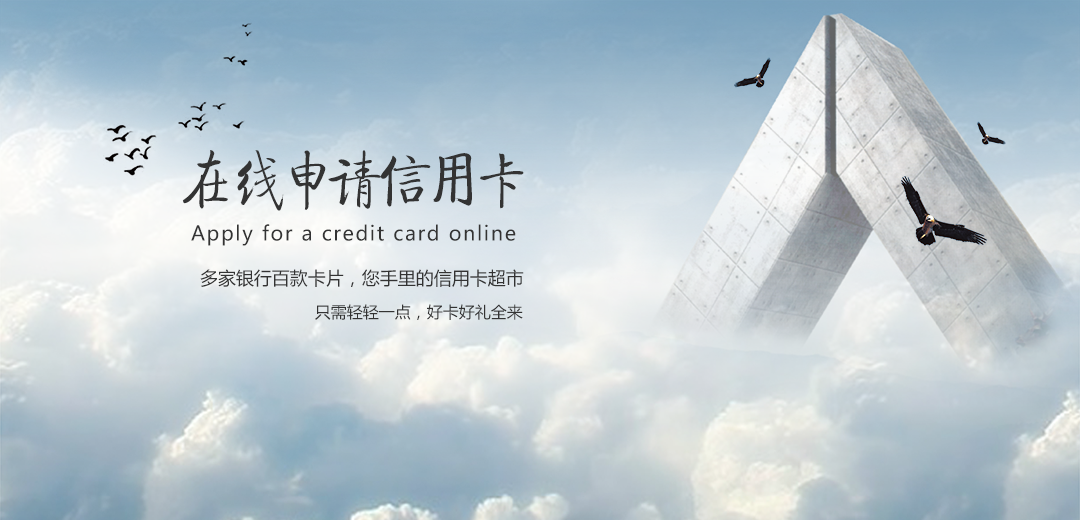 在线申请信用卡
Apply for a credit card online
多家银行百款卡片，您手里的信用卡超市
只需轻轻一点，好卡好礼全来